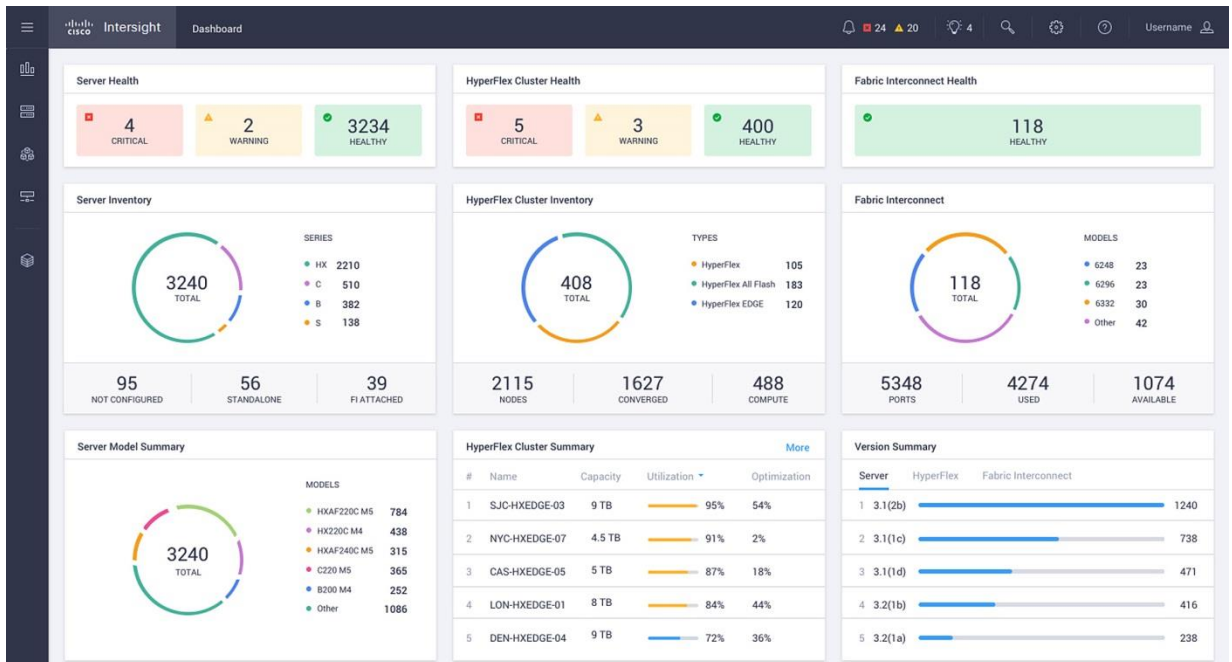 CISCO Intersight Dashboard 24 20 4 Username
Server Health
4 CRITICAL
2 WARNING
3234 HEALTHY
HyperFlex Cluster Health
5 CRITICAL
3 WARNING
400 HEALTHY
Fabric Interconnect Health
118 HEALTHY
Server Inventory
3240
TOTAL
SERIES
HX 2210
C 510
B 382
S 138
95 NOT CONFIGURED
56 STANDALONE
39 FI ATTACHED
HyperFlex Cluster Inventory
408
TOTAL
TYPES
HyperFlex 105
HyperFlex All Flash 183
HyperFlex EDGE 120
2115 NODES
1627 CONVERGED
488 COMPUTE
Fabric Interconnect
118
TOTAL
MODELS
6248 23
6296 23
6332 30
Other 42
5348 PORTS
4274 USED
1074 AVAILABLE
Server Model Summary
3240
TOTAL
MODELS
HXAF220C M5 784
HX220C M4 438
HXAF240C M5 315
C220 M5 365
B200 M4 252
Other 1086
HyperFlex Cluster Summary More
# Name Capacity Utilization Optimization
1 SJC-HXEDGE-03 9 TB 95% 54%
2 NYC-HXEDGE-07 4.5 TB 91% 2%
3 CAS-HXEDGE-05 5 TB 87% 18%
4 LON-HXEDGE-01 8 TB 84% 44%
5 DEN-HXEDGE-04 9 TB 72% 36%
Version Summary
Server HyperFlex Fabric Interconnect
1 3.1(2b) 1240
2 3.1(1c) 738
3 3.1(1d) 471
4 3.2(1b) 416
5 3.2(1a) 238